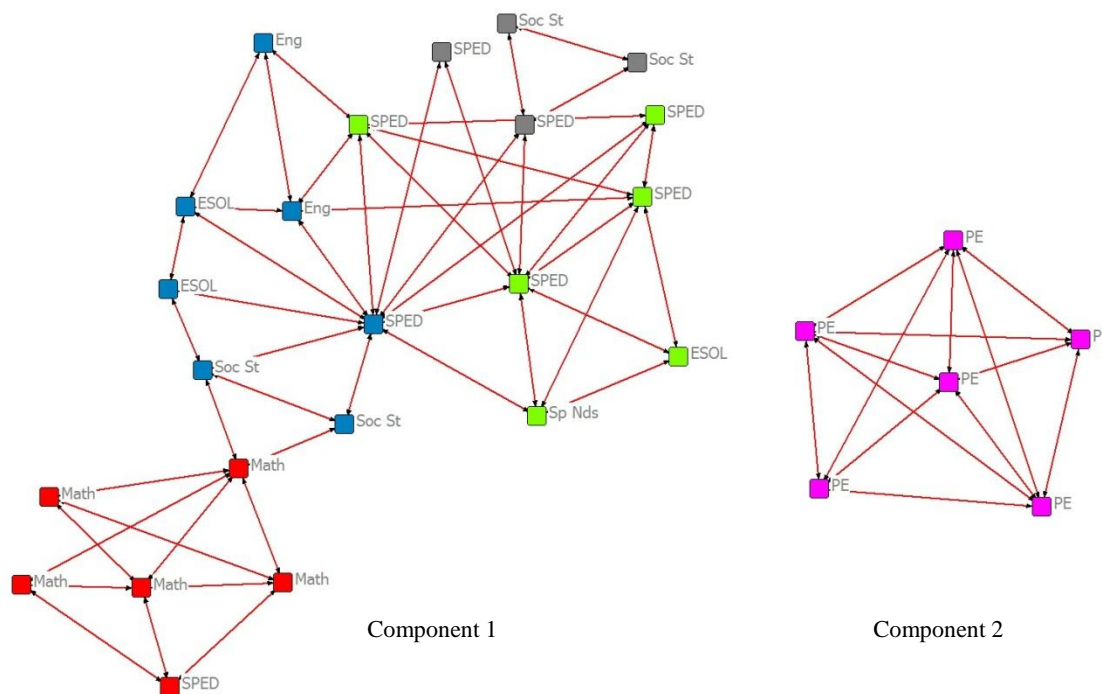 Soc St
Eng
SPED
Soc St
SPED
SPED
SPED
SPED
ESOL
Eng
PE
SPED
ESOL
SPED
PE
P
Soc St
ESOL
PE
Sp Nds
Soc St
Math
Math
PE
PE
Math
Math
Math
Component 1
Component 2
SPED